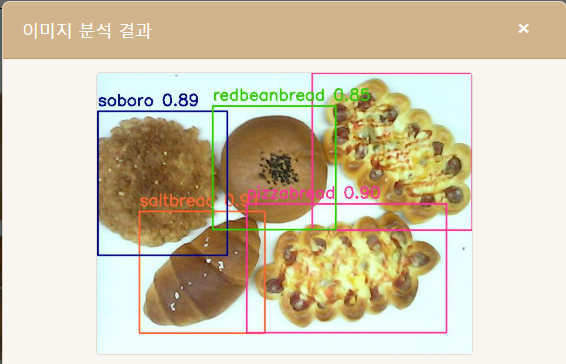 이미지 분석 결과
×
soboro 0.89
redbeanbread 0.85
saltbread
pizzabread 0.90